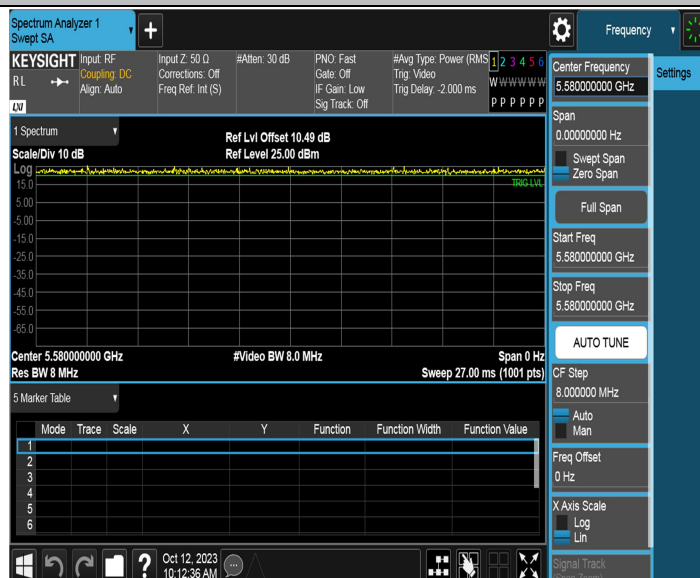 Spectrum Analyzer 1
Swept SA
Frequency
KEYSIGHT
RL
LXI
Input: RF
Coupling: DC
Align: Auto
Input Z: 50 Ω
Corrections: Off
Freq Ref: Int (S)
#Atten: 30 dB
PNO: Fast
Gate: Off
IF Gain: Low
Sig Track: Off
#Avg Type: Power (RMS
Trig: Video
Trig Delay: -2.000 ms
1 2 3 4 5 6
W W W W W W
P P P P P P
1 Spectrum
Scale/Div 10 dB
Ref Lvl Offset 10.49 dB
Ref Level 25.00 dBm
Log
15.0
5.00
-5.00
-15.0
-25.0
-35.0
-45.0
-55.0
-65.0
TRIG LVL
Center 5.580000000 GHz
#Video BW 8.0 MHz
Span 0 Hz
Res BW 8 MHz
Sweep 27.00 ms (1001 pts)
5 Marker Table
Mode Trace Scale X Y Function Function Width Function Value
1
2
3
4
5
6
Oct 12, 2023
10:12:36 AM
Center Frequency
5.580000000 GHz
Settings
Span
0.00000000 Hz
Swept Span
Zero Span
Full Span
Start Freq
5.580000000 GHz
Stop Freq
5.580000000 GHz
AUTO TUNE
CF Step
8.000000 MHz
Auto
Man
Freq Offset
0 Hz
X Axis Scale
Log
Lin
Signal Track